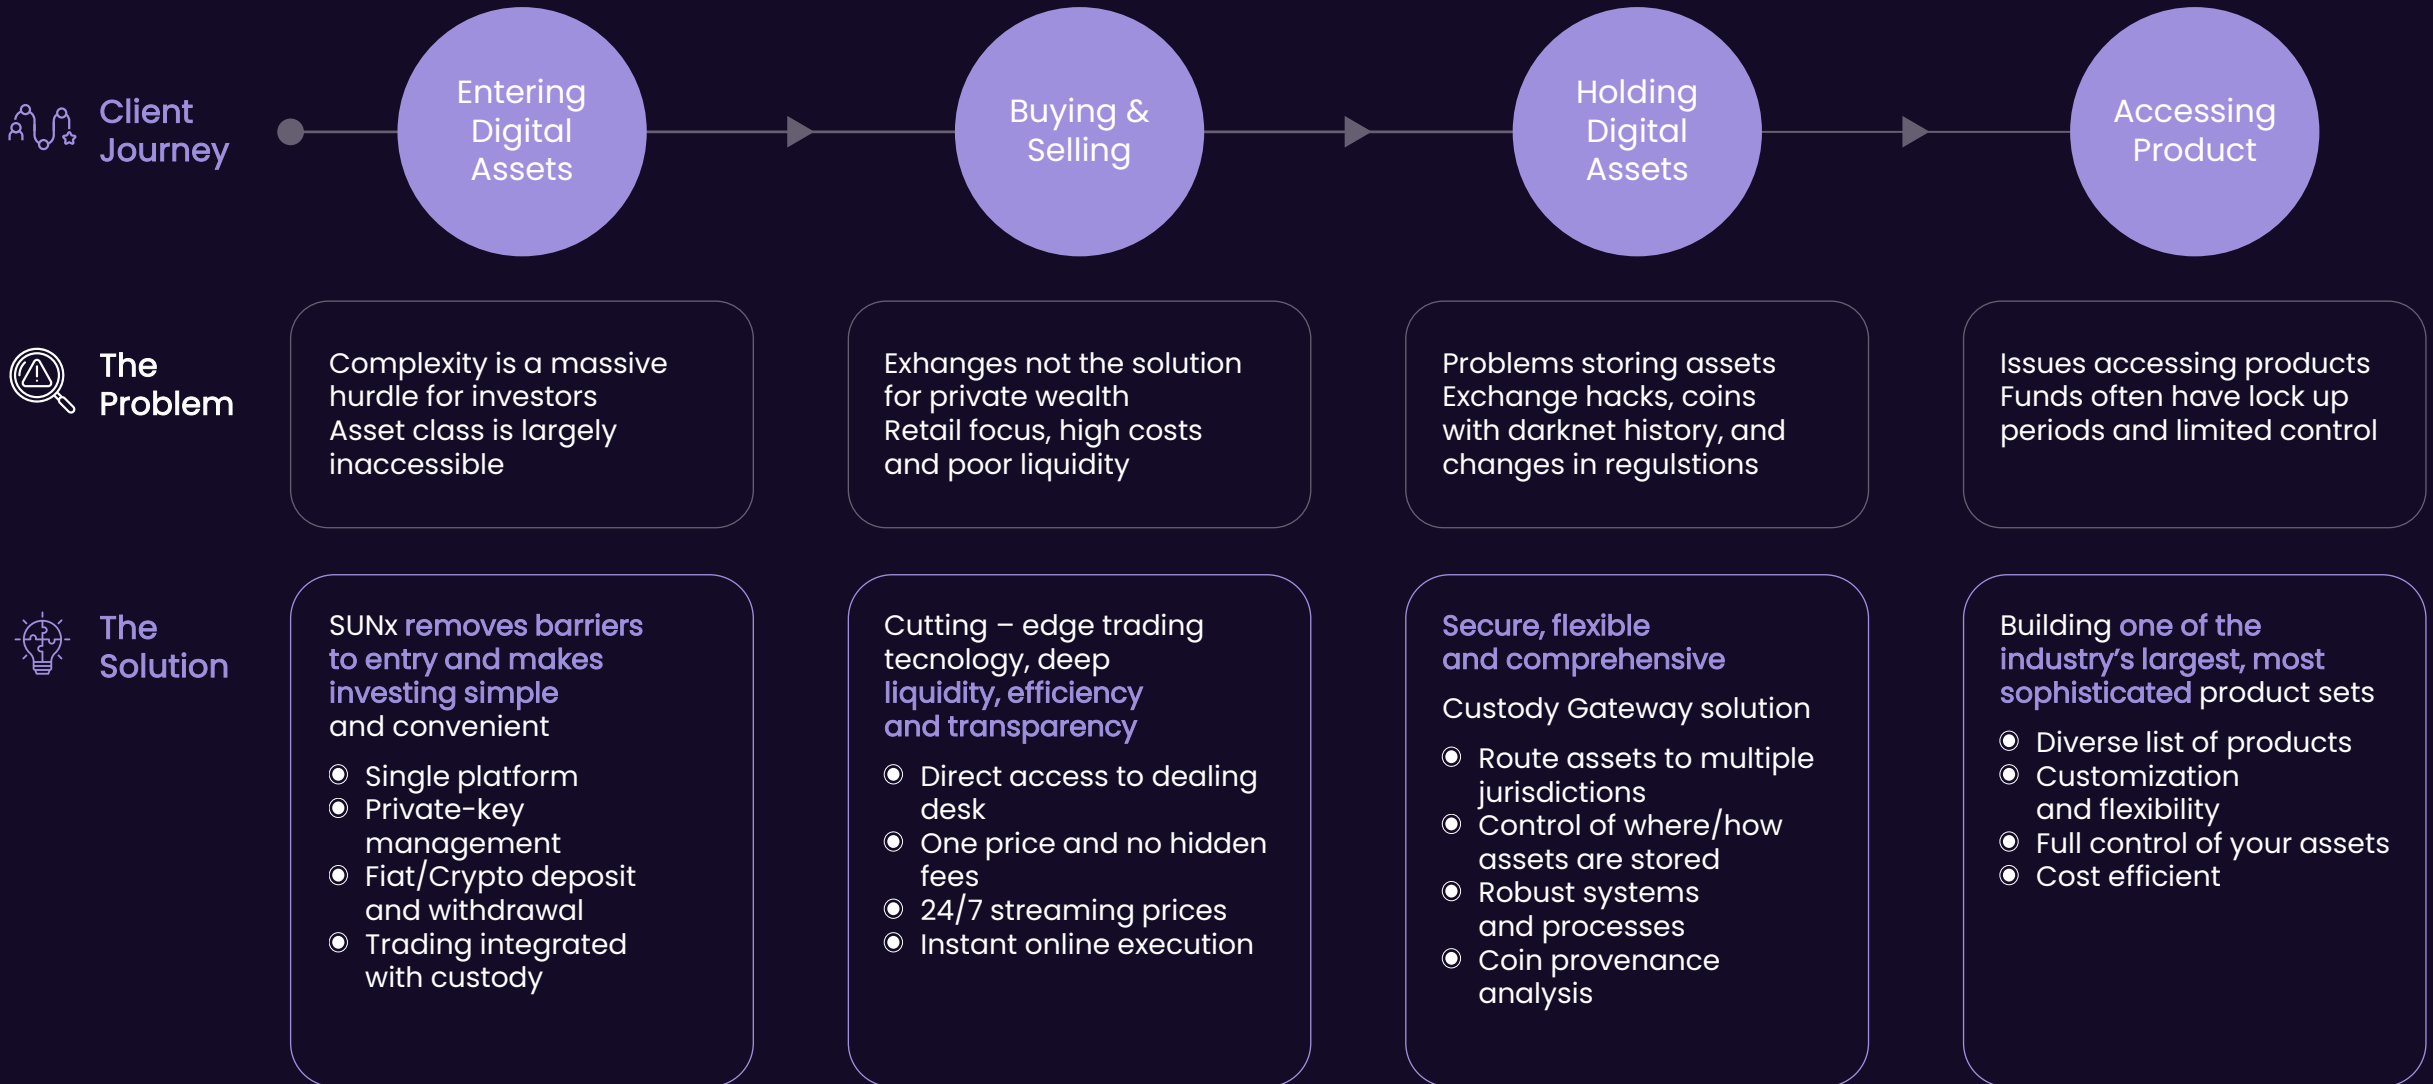 Client
Journey
Entering
Digital
Assets
Buying &
Selling
Holding
Digital
Assets
Accessing
Product
The
Problem
Complexity is a massive
hurdle for investors
Asset class is largely
inaccessible
Exhanges not the solution
for private wealth
Retail focus, high costs
and poor liquidity
Problems storing assets
Exchange hacks, coins
with darknet history, and
changes in regulstions
Issues accessing products
Funds often have lock up
periods and limited control
The
Solution
SUNx removes barriers
to entry and makes
investing simple
and convenient
Single platform
Private-key
management
Fiat/Crypto deposit
and withdrawal
Trading integrated
with custody
Cutting – edge trading
tecnology, deep
liquidity, efficiency
and transparency
Direct access to dealing
desk
One price and no hidden
fees
24/7 streaming prices
Instant online execution
Secure, flexible
and comprehensive
Custody Gateway solution
Route assets to multiple
jurisdictions
Control of where/how
assets are stored
Robust systems
and processes
Coin provenance
analysis
Building one of the
industry’s largest, most
sophisticated product sets
Diverse list of products
Customization
and flexibility
Full control of your assets
Cost efficient